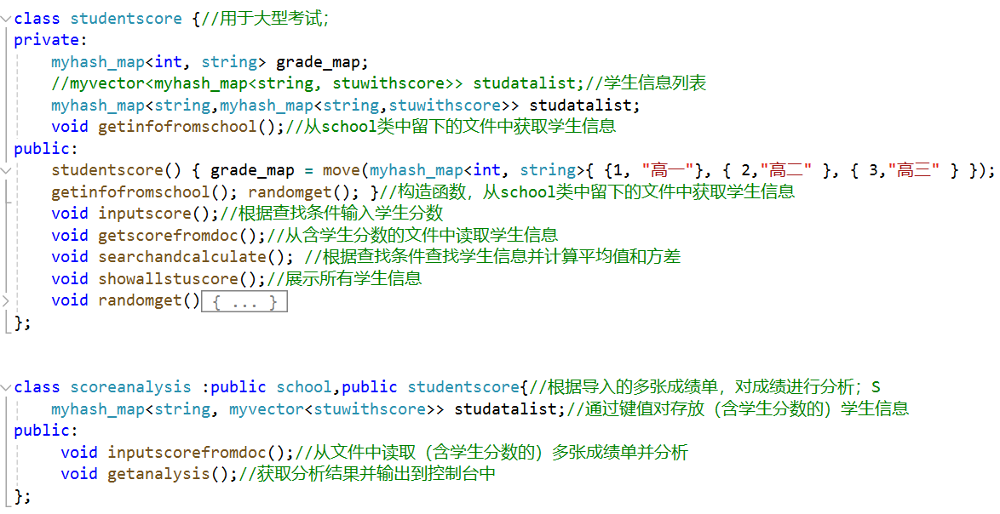 class studentscore {//用于大型考试;
private:
myhash_map<int, string> grade_map;
//myvector<myhash_map<string, stuwithscore>> studatalist;//学生信息列表
myhash_map<string,myhash_map<string,stuwithscore>> studatalist;
void getinfofromschool();//从school类中留下的文件中获取学生信息
public:
studentscore() { grade_map = move(myhash_map<int, string>{ {1, "高一"}, { 2,"高二" }, { 3,"高三" } });
getinfofromschool(); randomget(); }//构造函数，从school类中留下的文件中获取学生信息
void inputscore();//根据查找条件输入学生分数
void getscorefromdoc();//从含学生分数的文件中读取学生信息
void searchandcalculate(); //根据查找条件查找学生信息并计算平均值和方差
void showallstuscore();//展示所有学生信息
void randomget(){ ... }
};
class scoreanalysis :public school,public studentscore{//根据导入的多张成绩单，对成绩进行分析；S
myhash_map<string, myvector<stuwithscore>> studatalist;//通过键值对存放（含学生分数的）学生信息
public:
void inputscorefromdoc();//从文件中读取（含学生分数的）多张成绩单并分析
void getanalysis();//获取分析结果并输出到控制台中
};